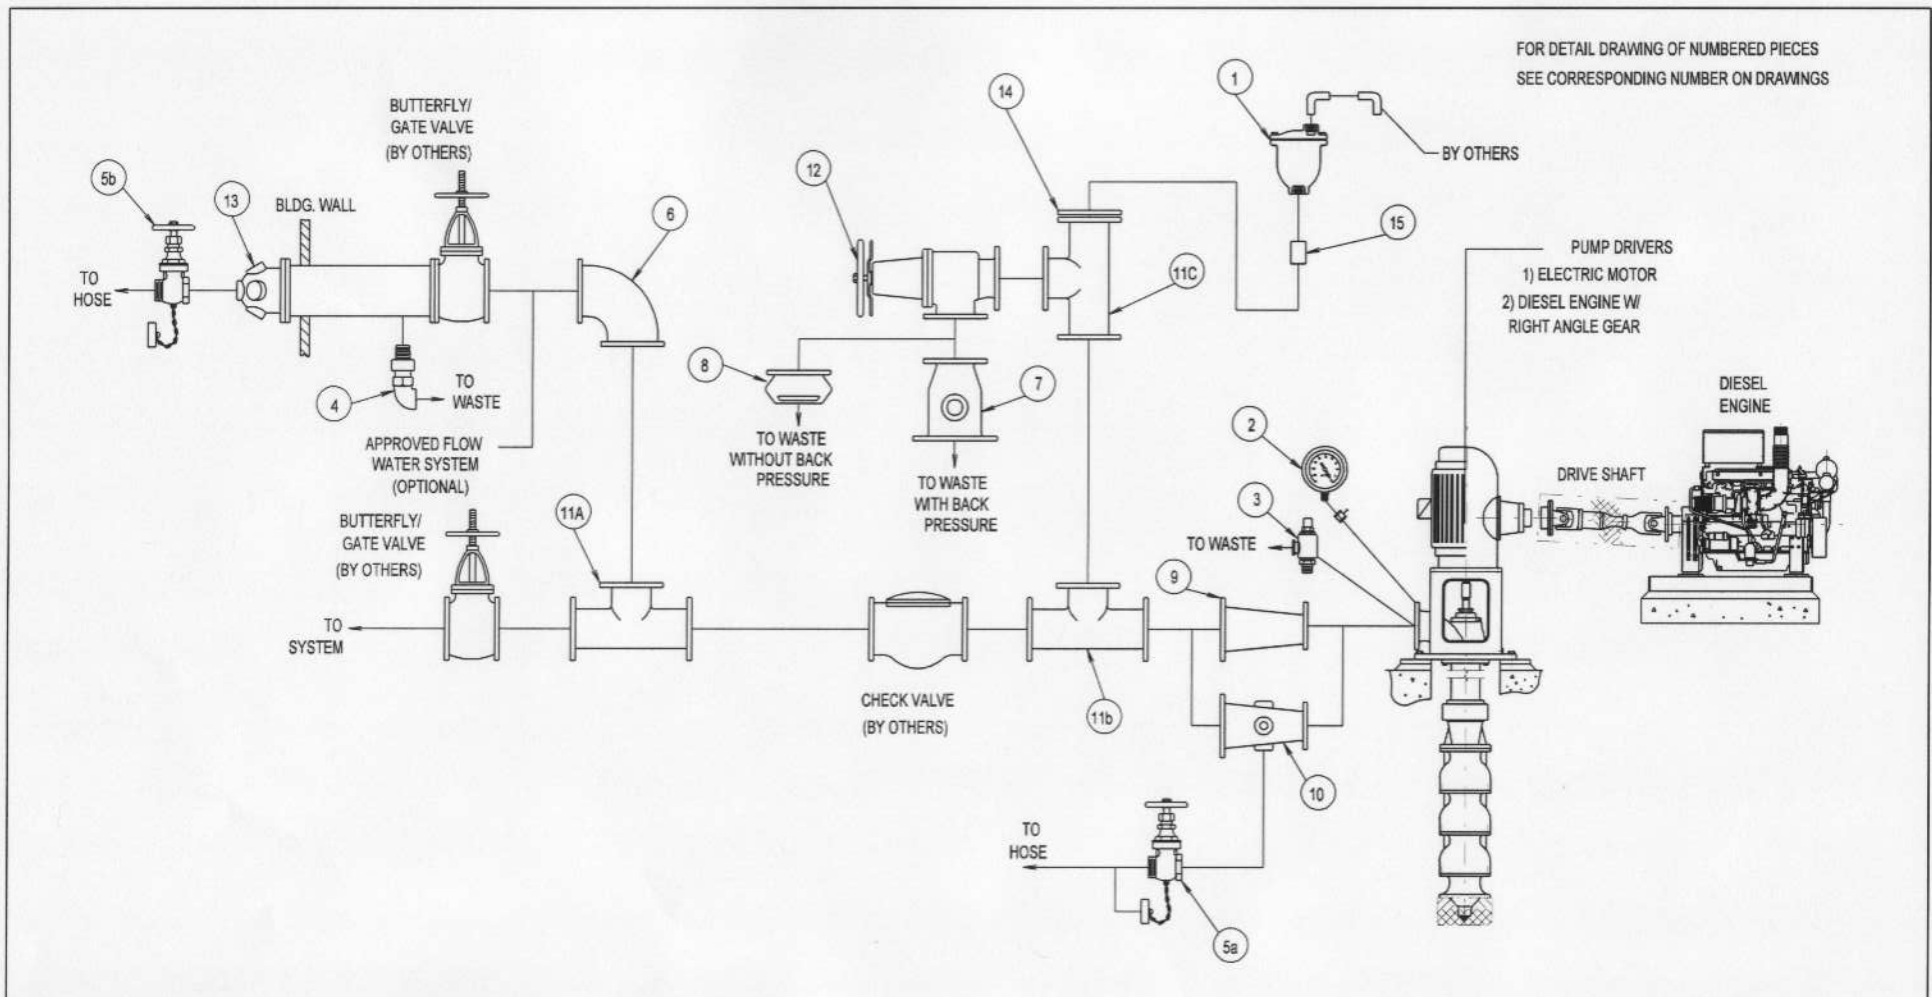 FOR DETAIL DRAWING OF NUMBERED PIECES
SEE CORRESPONDING NUMBER ON DRAWINGS
1
14
BY OTHERS
BUTTERFLY/
GATE VALVE
(BY OTHERS)
5b
13
BLDG. WALL
6
12
15
TO
HOSE
11C
PUMP DRIVERS
1) ELECTRIC MOTOR
2) DIESEL ENGINE W/
RIGHT ANGLE GEAR
4
TO
WASTE
8
7
DIESEL
ENGINE
APPROVED FLOW
WATER SYSTEM
(OPTIONAL)
TO WASTE
WITHOUT BACK
PRESSURE
TO WASTE
WITH BACK
PRESSURE
2
DRIVE SHAFT
3
TO WASTE
BUTTERFLY/
GATE VALVE
(BY OTHERS)
11A
9
TO
SYSTEM
CHECK VALVE
(BY OTHERS)
11b
10
TO
HOSE
5a